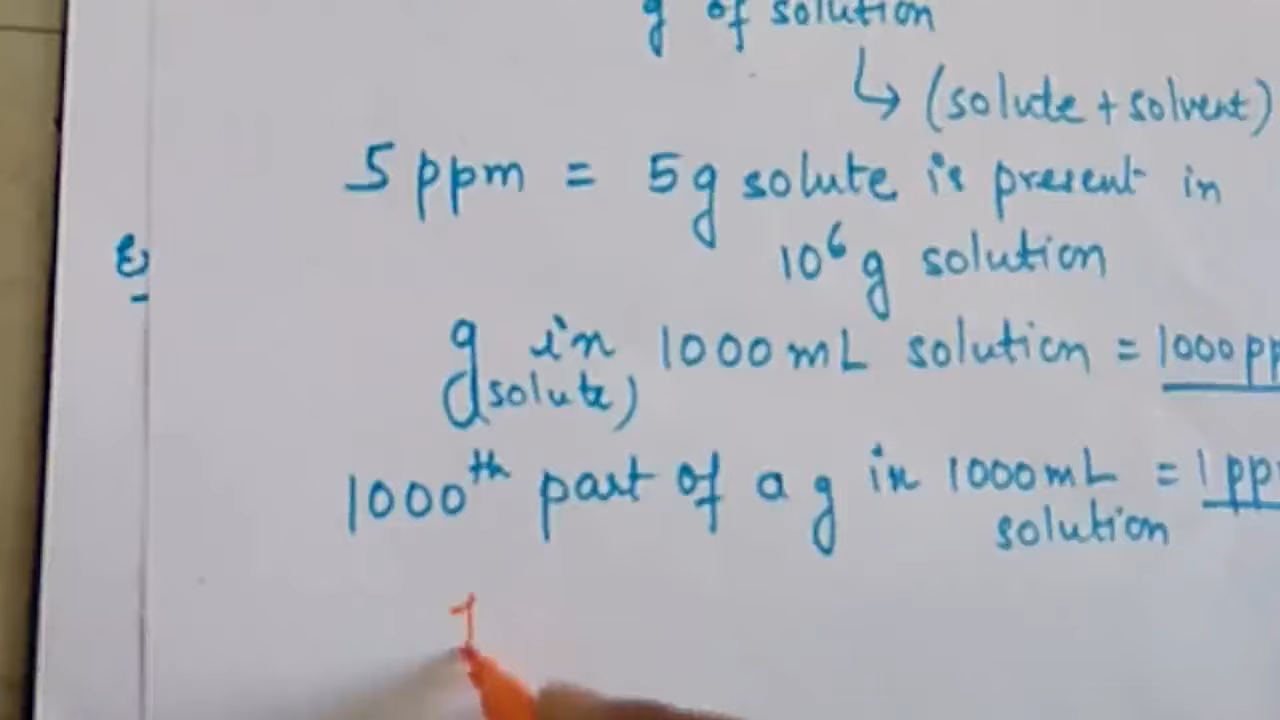 g of solution
↳ (solute + solvent)
5 ppm = 5g solute is present in
10⁶ g solution
g in 1000 mL solution = 1000 pp
(solute)
1000th part of a g in 1000 mL = 1 pp
solution
1